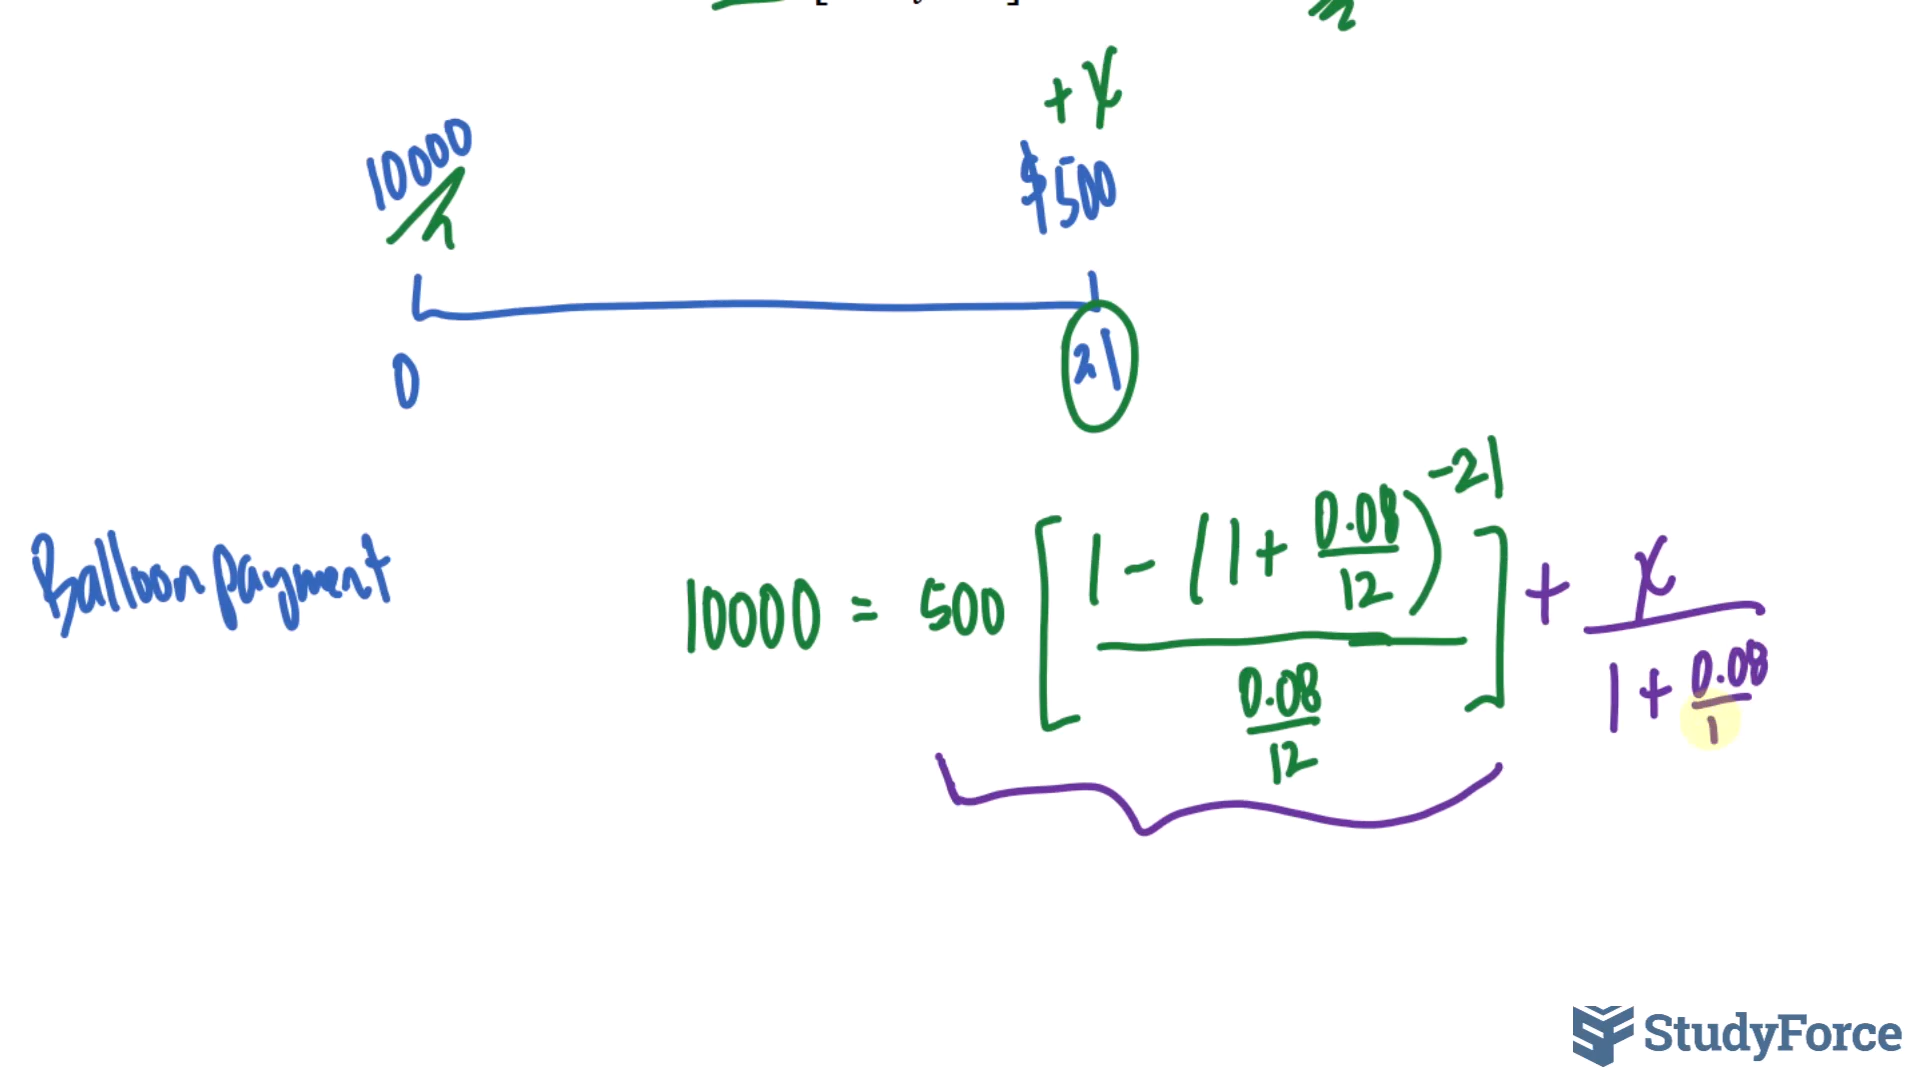 + x
10000
$500
0
21
Balloon payment
10000 = 500 [ 1 - (1 + 0.08/12)^-21 / 0.08/12 ] + x / 1 + 0.08/1
StudyForce